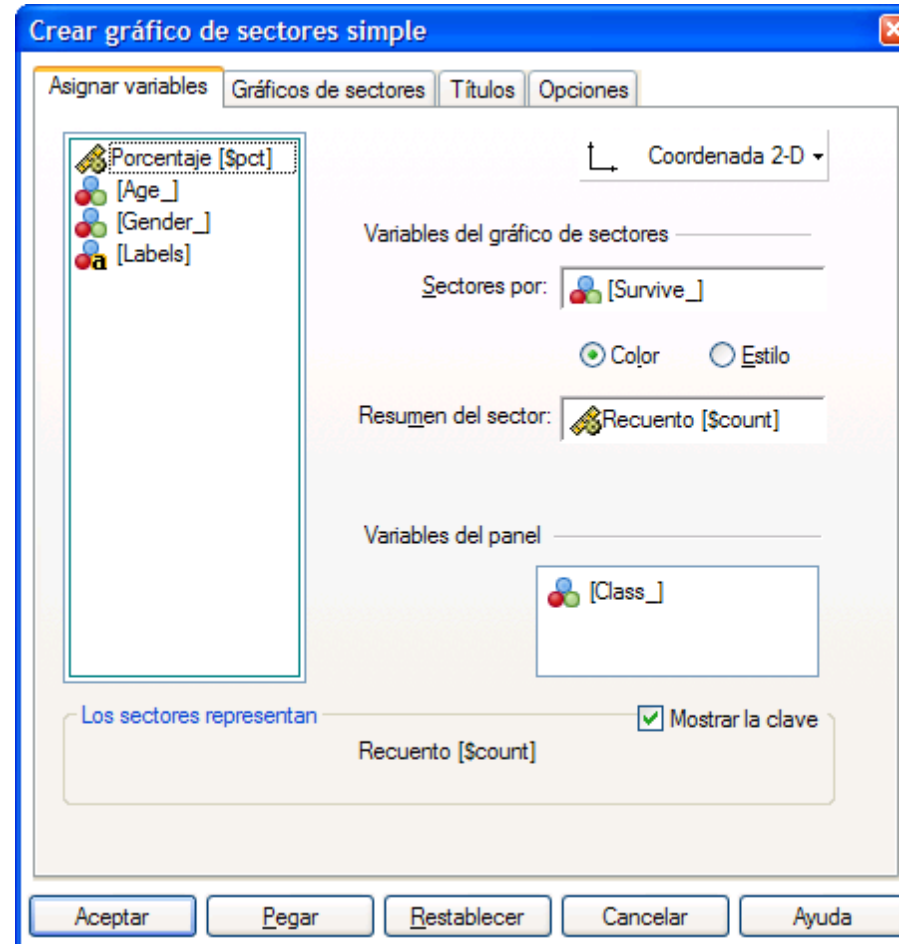 Crear gráfico de sectores simple
Asignar variables
Gráficos de sectores
Títulos
Opciones
Porcentaje [$pct]
[Age_]
[Gender_]
[Labels]
Coordenada 2-D
Variables del gráfico de sectores
Sectores por:
[Survive_]
Color
Estilo
Resumen del sector:
Recuento [$count]
Variables del panel
[Class_]
Los sectores representan
Mostrar la clave
Recuento [$count]
Aceptar
Pegar
Restablecer
Cancelar
Ayuda